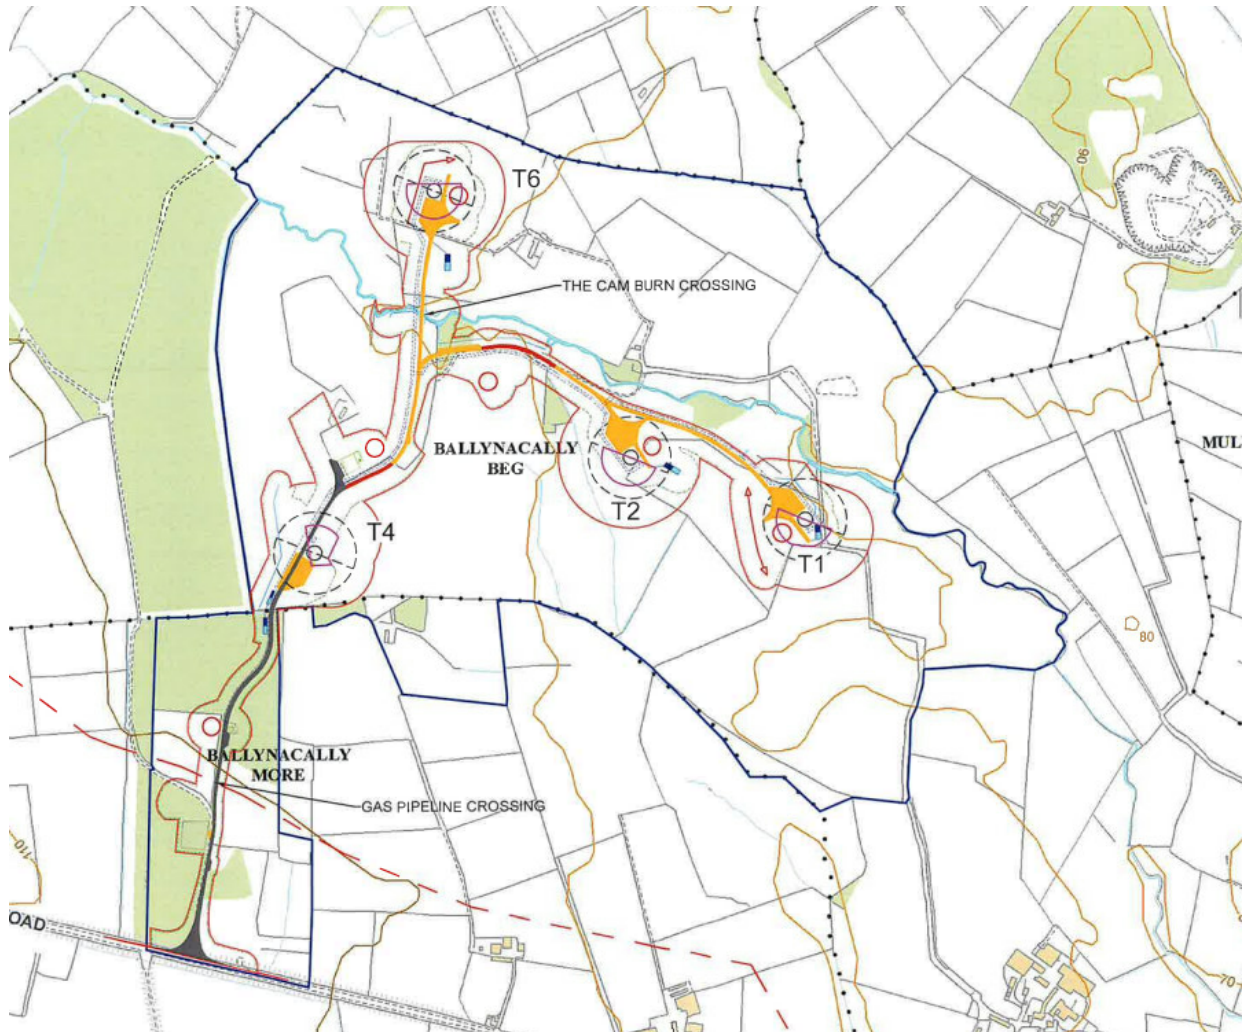 90
T6
THE CAM BURN CROSSING
MUL
BALLYNACALLY
BEG
T2
T4
T1
80
BALLYNACALLY
MORE
GAS PIPELINE CROSSING
110
OAD
70